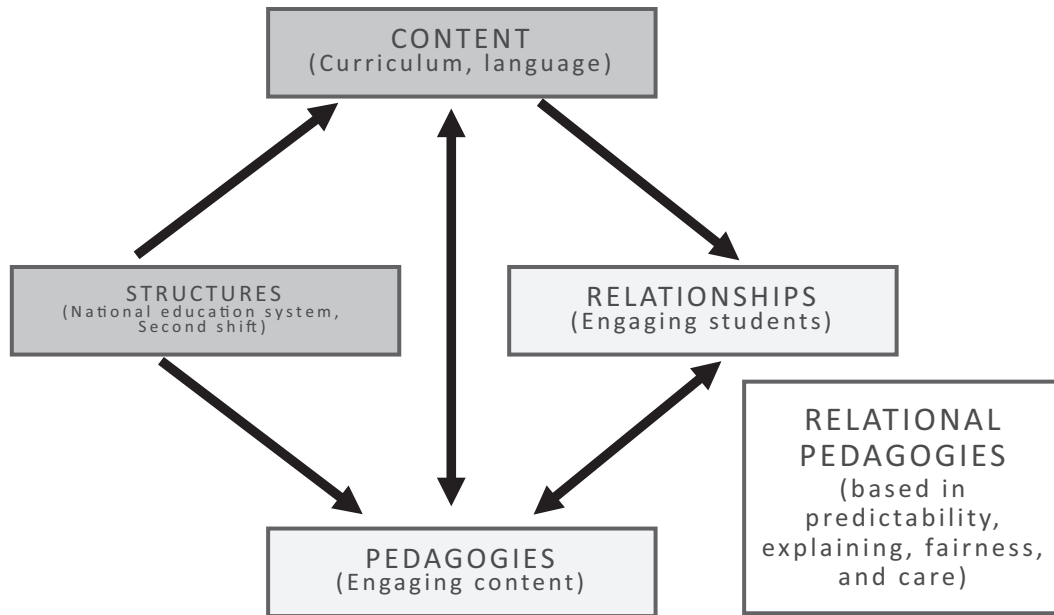 CONTENT
(Curriculum, language)
STRUCTURES
(National education system,
Second shift)
RELATIONSHIPS
(Engaging students)
RELATIONAL
PEDAGOGIES
(based in
predictability,
explaining, fairness,
and care)
PEDAGOGIES
(Engaging content)